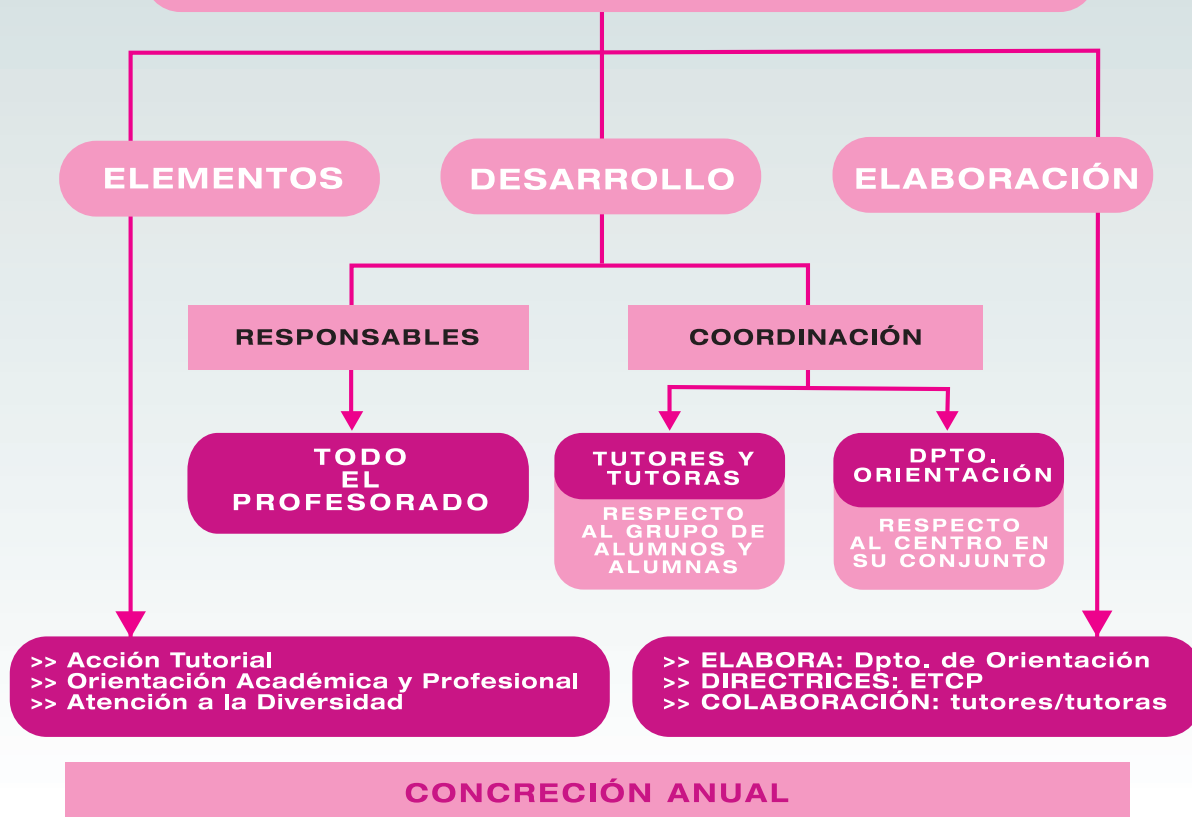 ELEMENTOS
DESARROLLO
ELABORACIÓN
RESPONSABLES
COORDINACIÓN
TODO
EL
PROFESORADO
TUTORES Y
TUTORAS
RESPECTO
AL GRUPO DE
ALUMNOS Y
ALUMNAS
DPTO.
ORIENTACIÓN
RESPECTO
AL CENTRO EN
SU CONJUNTO
>> Acción Tutorial
>> Orientación Académica y Profesional
>> Atención a la Diversidad
>> ELABORA: Dpto. de Orientación
>> DIRECTRICES: ETCP
>> COLABORACIÓN: tutores/tutoras
CONCRECIÓN ANUAL